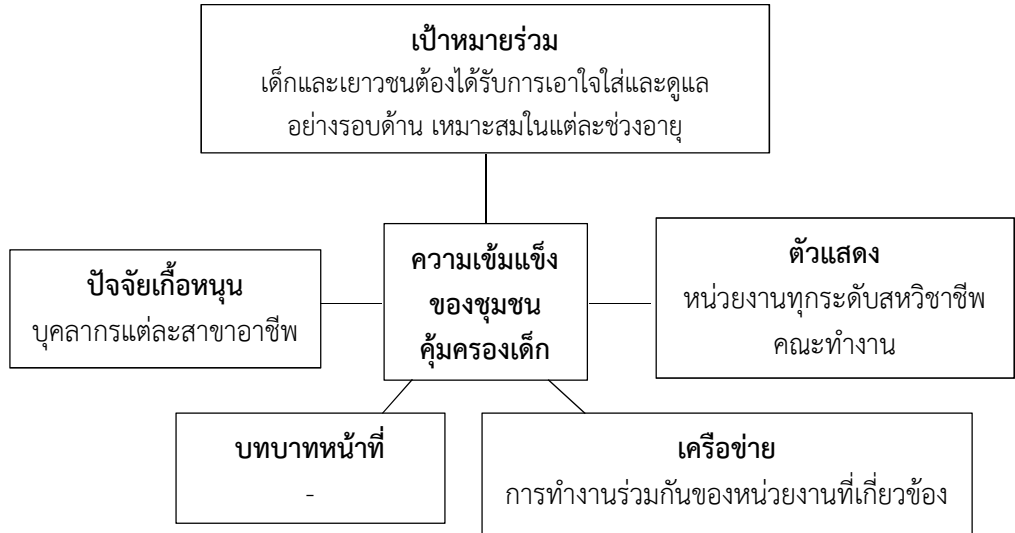 เป้าหมายร่วม
เด็กและเยาวชนต้องได้รับการเอาใจใส่และดูแล
อย่างรอบด้าน เหมาะสมในแต่ละช่วงอายุ
ปัจจัยเกื้อหนุน
บุคลากรแต่ละสาขาอาชีพ
ความเข้มแข็ง
ของชุมชน
คุ้มครองเด็ก
ตัวแสดง
หน่วยงานทุกระดับสหวิชาชีพ
คณะทำงาน
บทบาทหน้าที่
-
เครือข่าย
การทำงานร่วมกันของหน่วยงานที่เกี่ยวข้อง